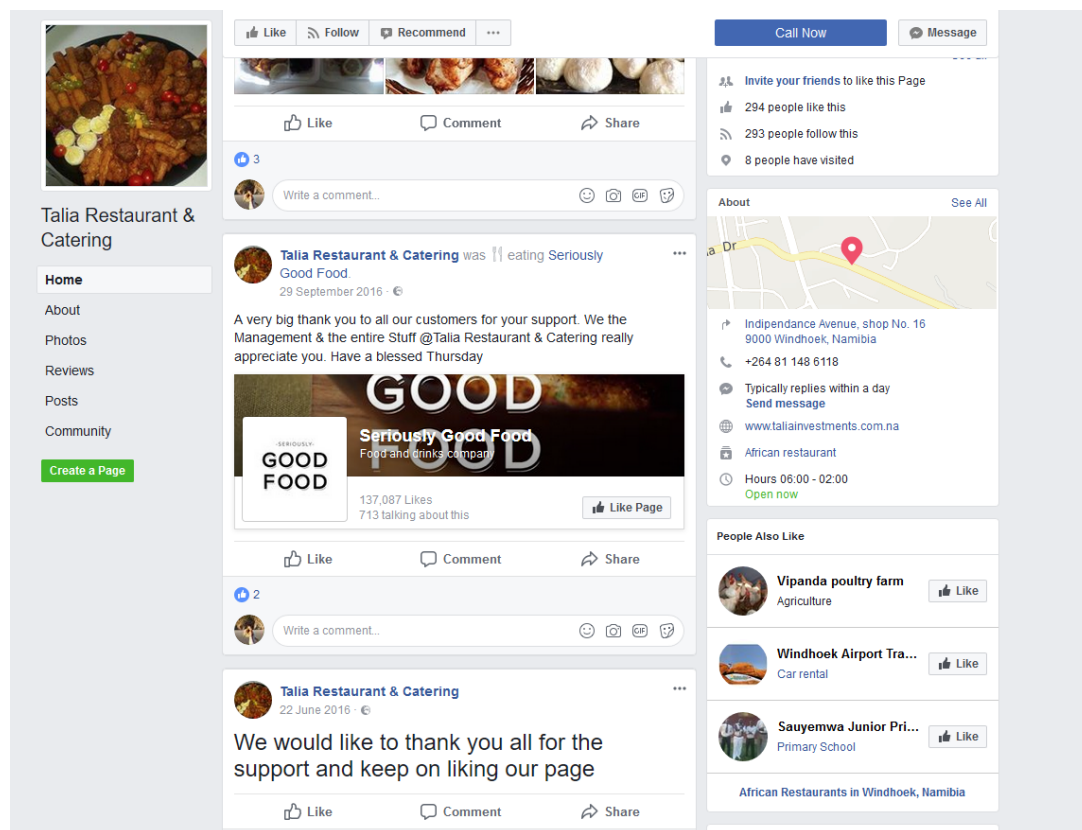 Like
Follow
Recommend
Call Now
Message
Talia Restaurant &
Catering
Home
About
Photos
Reviews
Posts
Community
Create a Page
Like
Comment
Share
3
Write a comment...
GIF
Talia Restaurant & Catering was eating Seriously
Good Food.
29 September 2016 ·
A very big thank you to all our customers for your support. We the
Management & the entire Stuff @Talia Restaurant & Catering really
appreciate you. Have a blessed Thursday
GOOD
FOOD
-SERIOUSLY-
GOOD
FOOD
Seriously Good Food
Food and drinks company
137,087 Likes
713 talking about this
Like Page
Like
Comment
Share
2
Write a comment...
GIF
Talia Restaurant & Catering
22 June 2016 ·
We would like to thank you all for the
support and keep on liking our page
Like
Comment
Share
Invite your friends to like this Page
294 people like this
293 people follow this
8 people have visited
About
See All
a Dr
Indipendance Avenue, shop No. 16
9000 Windhoek, Namibia
+264 81 148 6118
Typically replies within a day
Send message
www.taliainvestments.com.na
African restaurant
Hours 06:00 - 02:00
Open now
People Also Like
Vipanda poultry farm
Agriculture
Like
Windhoek Airport Tra...
Car rental
Like
Sauyemwa Junior Pri...
Primary School
Like
African Restaurants in Windhoek, Namibia